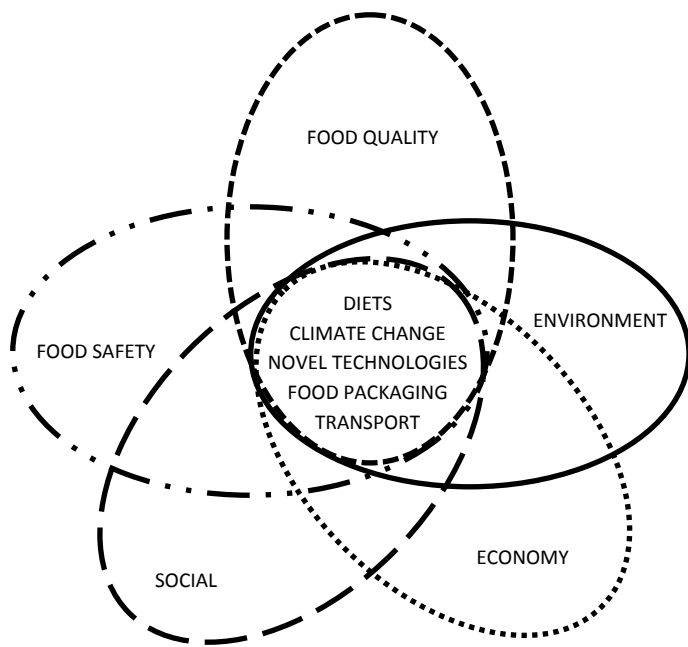 FOOD QUALITY
DIETS
CLIMATE CHANGE
NOVEL TECHNOLOGIES
FOOD PACKAGING
TRANSPORT
ENVIRONMENT
FOOD SAFETY
SOCIAL
ECONOMY